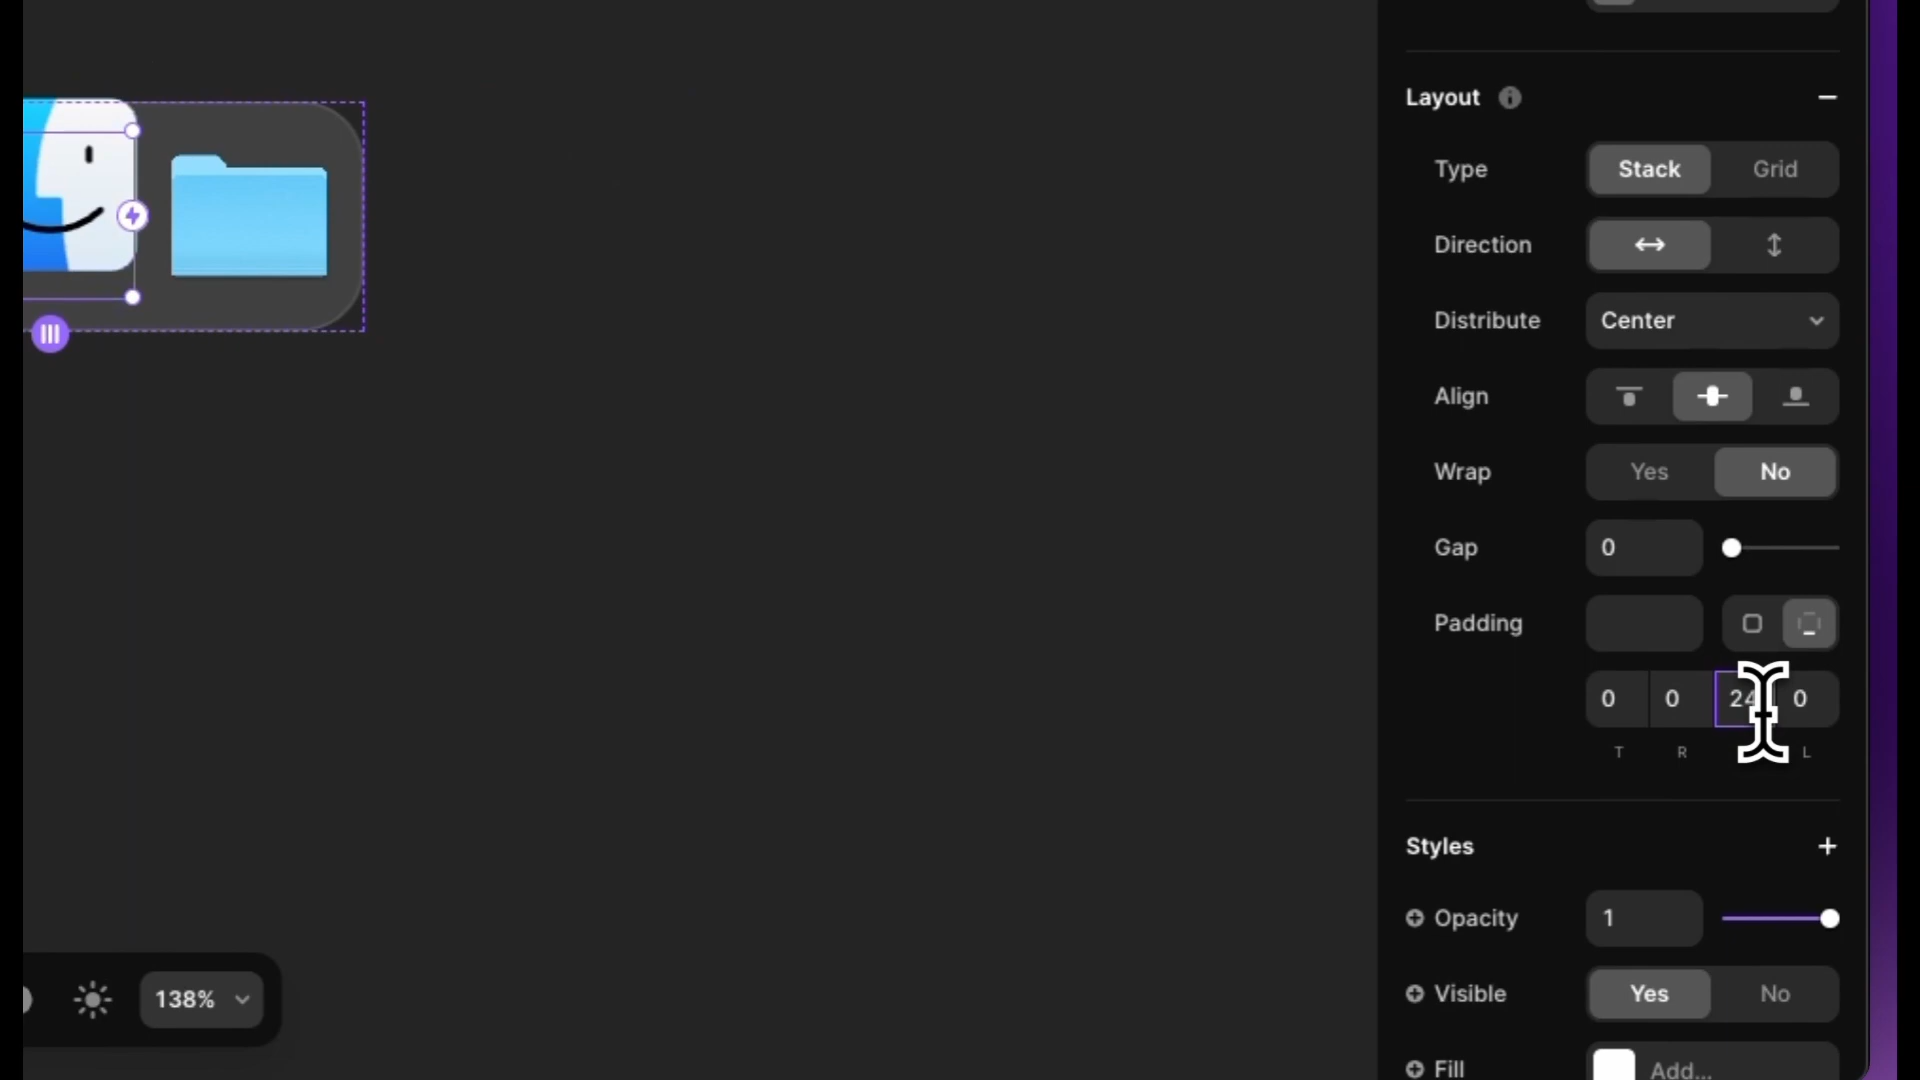 Layout
Type Stack Grid
Direction
Distribute Center
Align
Wrap Yes No
Gap 0
Padding
0 0 24 0
T R L
Styles
Opacity 1
Visible Yes No
Fill Add...
138%